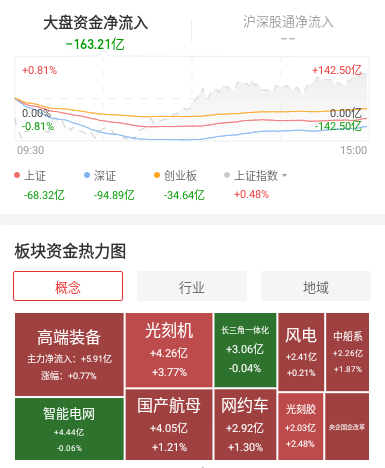 大盘资金净流入
沪深股通净流入
-163.21亿
--
+0.81%
+142.50亿
0.00%
0.00亿
-0.81%
-142.50亿
09:30
15:00
上证
深证
创业板
上证指数
-68.32亿
-94.89亿
-34.64亿
+0.48%
板块资金热力图
概念
行业
地域
高端装备
主力净流入：+5.91亿
涨幅：+0.77%
光刻机
+4.26亿
+3.77%
长三角一体化
+3.06亿
-0.04%
风电
+2.41亿
+0.21%
中船系
+2.26亿
+1.87%
智能电网
+4.44亿
-0.06%
国产航母
+4.05亿
+1.21%
网约车
+2.92亿
+1.30%
光刻胶
+2.03亿
+2.48%
央企国企改革